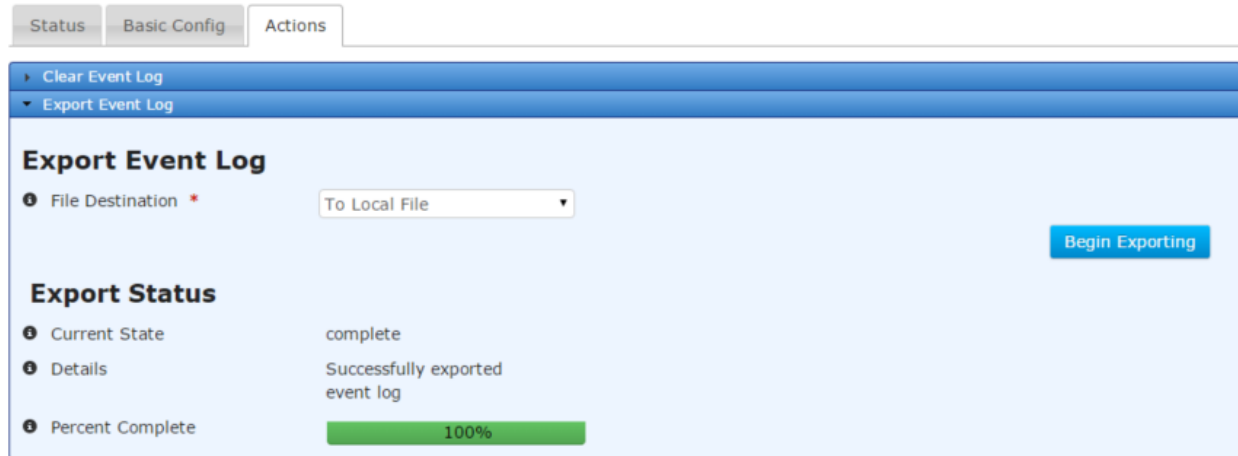 Status Basic Config Actions
Clear Event Log
Export Event Log
Export Event Log
File Destination * To Local File
Begin Exporting
Export Status
Current State complete
Details Successfully exported
event log
Percent Complete 100%